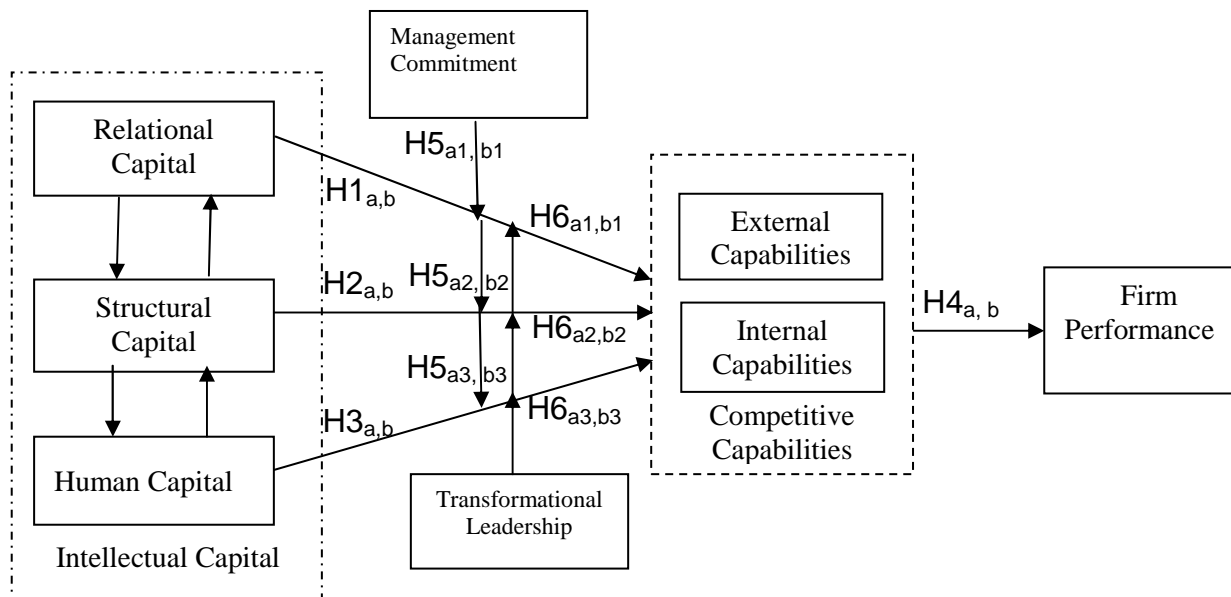 Management
Commitment
Relational
Capital
H5a1, b1
H1a,b
H6a1,b1
External
Capabilities
Structural
Capital
H2a,b
H5a2, b2
H6a2,b2
Internal
Capabilities
H4a, b
Firm
Performance
H5a3, b3
H3a,b
H6a3,b3
Competitive
Capabilities
Human Capital
Transformational
Leadership
Intellectual Capital